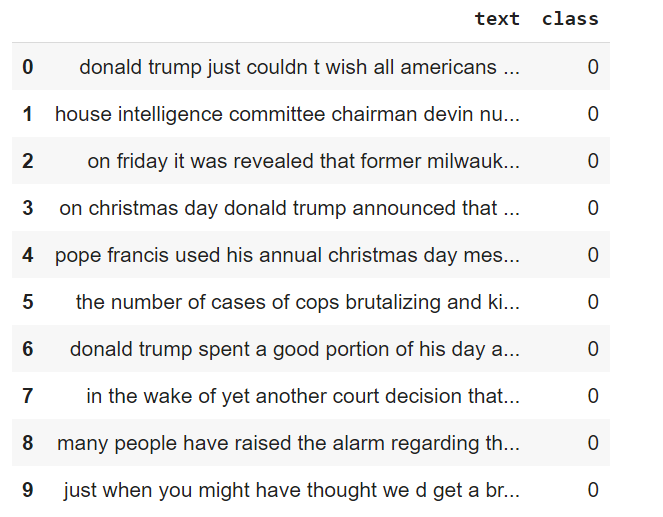 text class
0 donald trump just couldn t wish all americans ... 0
1 house intelligence committee chairman devin nu... 0
2 on friday it was revealed that former milwauk... 0
3 on christmas day donald trump announced that ... 0
4 pope francis used his annual christmas day mes... 0
5 the number of cases of cops brutalizing and ki... 0
6 donald trump spent a good portion of his day a... 0
7 in the wake of yet another court decision that... 0
8 many people have raised the alarm regarding th... 0
9 just when you might have thought we d get a br... 0